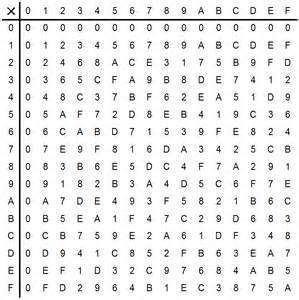 × 0 1 2 3 4 5 6 7 8 9 A B C D E F
0 0 0 0 0 0 0 0 0 0 0 0 0 0 0 0 0
1 0 1 2 3 4 5 6 7 8 9 A B C D E F
2 0 2 4 6 8 A C E 3 1 7 5 B 9 F D
3 0 3 6 5 C F A 9 B 8 D E 7 4 1 2
4 0 4 8 C 3 7 B F 6 2 E A 5 1 D 9
5 0 5 A F 7 2 D 8 E B 4 1 9 C 3 6
6 0 6 C A B D 7 1 5 3 9 F E 8 2 4
7 0 7 E 9 F 8 1 6 D A 3 4 2 5 C B
8 0 8 3 B 6 E 5 D C 4 F 7 A 2 9 1
9 0 9 1 8 2 B 3 A 4 D 5 C 6 F 7 E
A 0 A 7 D E 4 9 3 F 5 8 2 1 B 6 C
B 0 B 5 E A 1 F 4 7 C 2 9 D 6 8 3
C 0 C B 7 5 9 E 2 A 6 1 D F 3 4 8
D 0 D 9 4 1 C 8 5 2 F B 6 3 E A 7
E 0 E F 1 D 3 2 C 9 7 6 8 4 A B 5
F 0 F D 2 9 6 4 B 1 E C 3 8 7 5 A